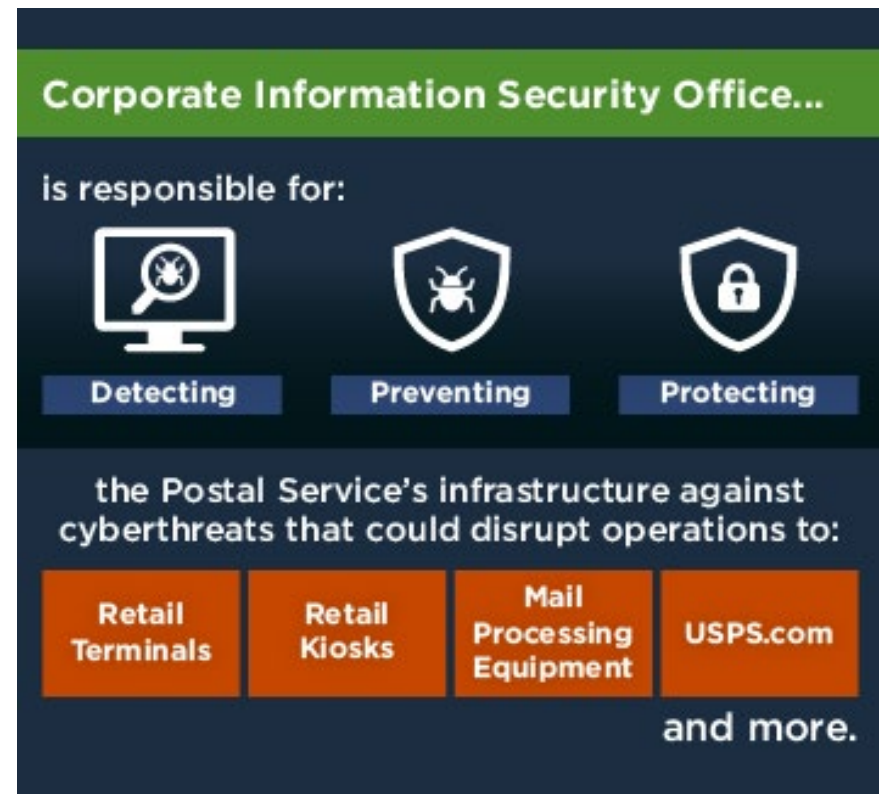 Corporate Information Security Office...
is responsible for:
Detecting
Preventing
Protecting
the Postal Service's infrastructure against
cyberthreats that could disrupt operations to:
Retail
Terminals
Retail
Kiosks
Mail
Processing
Equipment
USPS.com
and more.